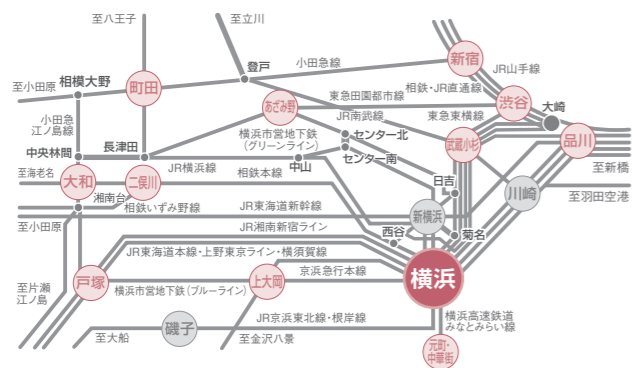 至八王子
至立川
小田急線
新宿
登戸
JR山手線
相模大野
至小田原
町田
相鉄・JR直通線
渋谷
東急田園都市線
あざみ野
大崎
JR南武線
東急東横線
小田急
江ノ島線
横浜市営地下鉄
(グリーンライン)
センター北
センター南
武蔵小杉
品川
長津田
中央林間
中山
至新橋
JR横浜線
至海老名
大和
二俣川
相鉄本線
日吉
川崎
至羽田空港
湘南台
相鉄いずみ野線
JR東海道新幹線
新横浜
至小田原
JR湘南新宿ライン
西谷
菊名
JR東海道本線・上野東京ライン・横須賀線
横浜
戸塚
上大岡
京浜急行本線
至片瀬
江ノ島
横浜市営地下鉄(ブルーライン)
JR京浜東北線・根岸線
横浜高速鉄道
みなとみらい線
磯子
至大船
至金沢八景
元町・
中華街